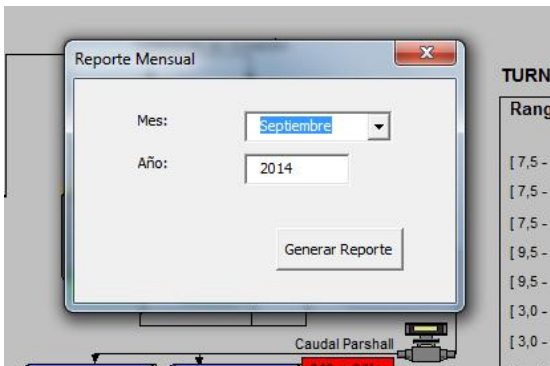 Reporte Mensual
Mes:
Septiembre
Año:
2014
Generar Reporte
TURN
Rang
[ 7,5 -
[ 7,5 -
[ 7,5 -
[ 9,5 -
[ 9,5 -
[ 3,0 -
[ 3,0 -
Caudal Parshall